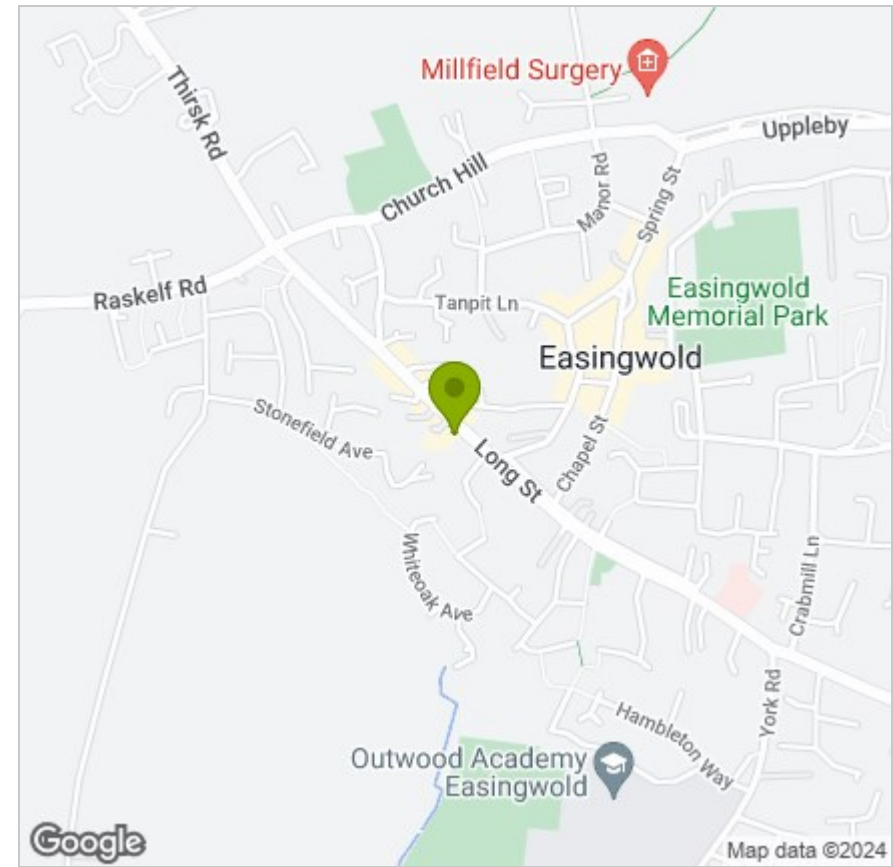 Millfield Surgery
Thirsk Rd
Uppleby
Church Hill
Manor Rd
Spring St
Raskelf Rd
Tanpit Ln
Easingwold
Memorial Park
Easingwold
Stonefield Ave
Long St
Chapel St
Whiteoak Ave
Crabmill Ln
York Rd
Hambleton Way
Outwood Academy
Easingwold
Google
Map data ©2024